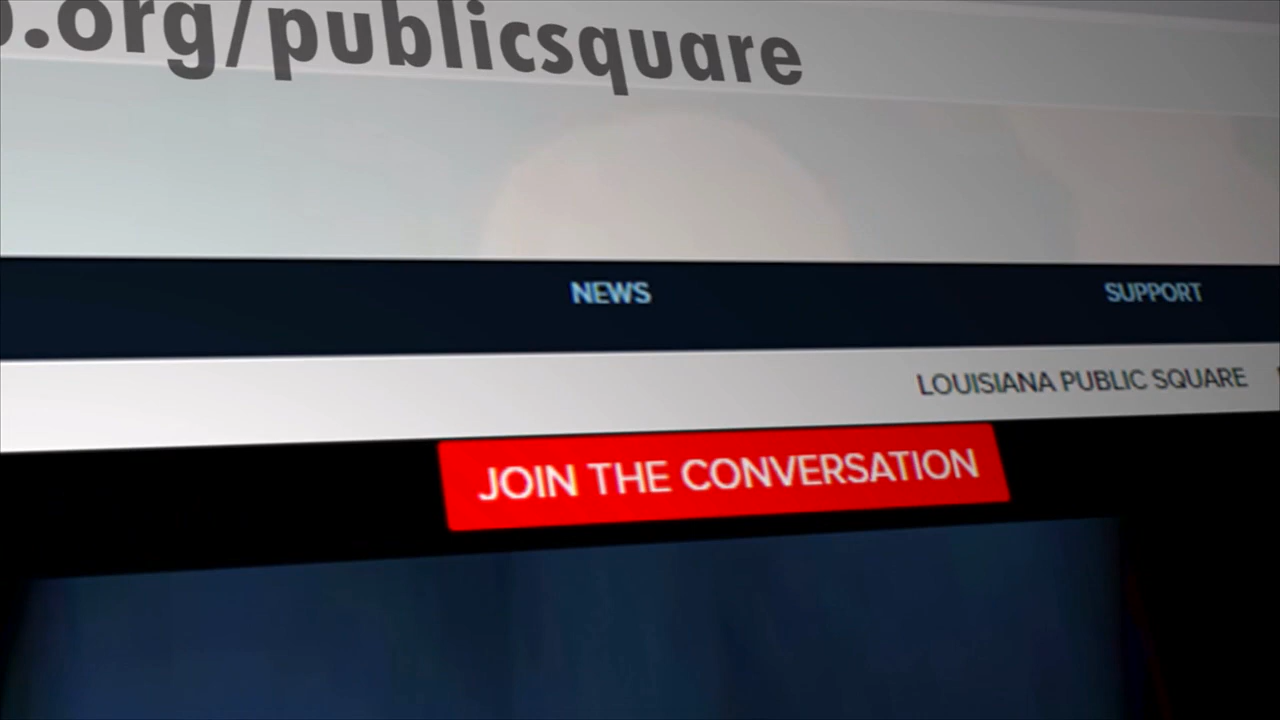 .org/publicsquare
NEWS
SUPPORT
LOUISIANA PUBLIC SQUARE
JOIN THE CONVERSATION